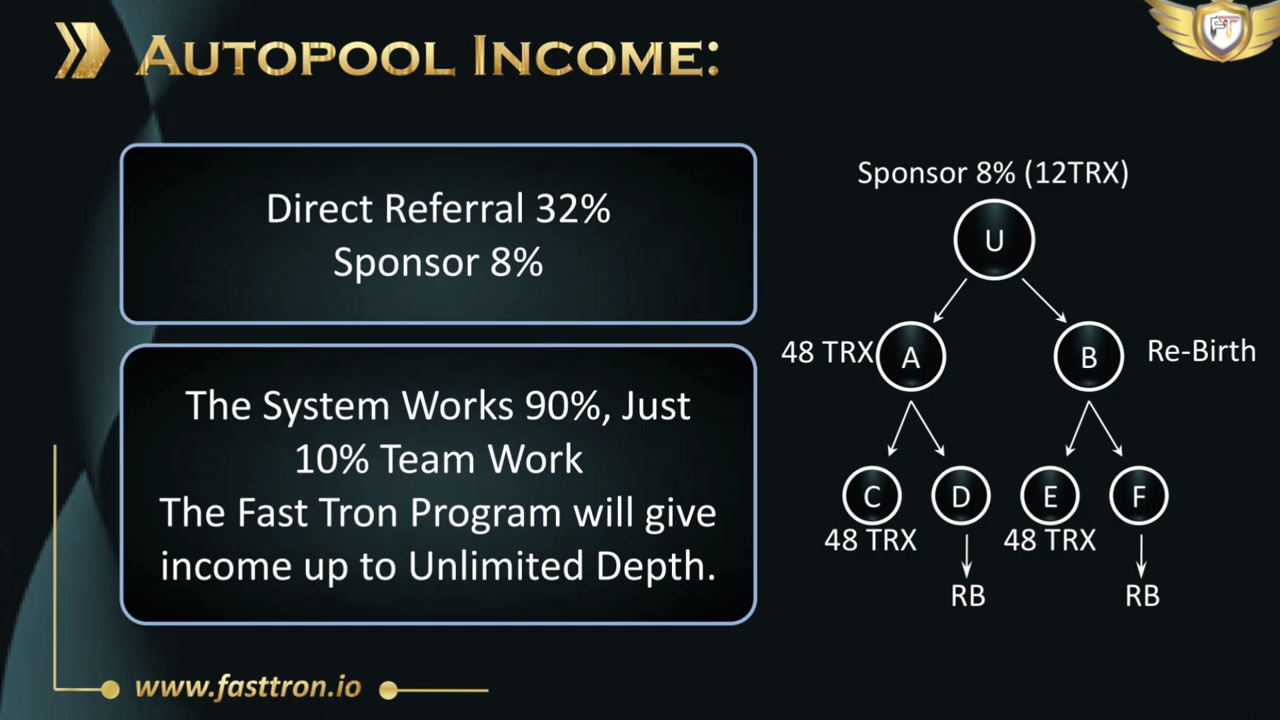 AUTOPOOL INCOME:
FT
Direct Referral 32%
Sponsor 8%
The System Works 90%, Just
10% Team Work
The Fast Tron Program will give
income up to Unlimited Depth.
Sponsor 8% (12TRX)
U
48 TRX A B Re-Birth
C D E F
48 TRX 48 TRX
RB RB
www.fasttron.io